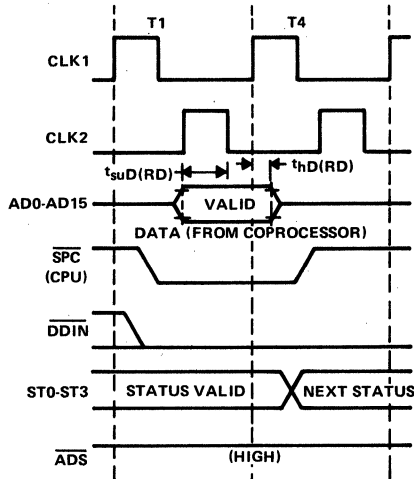 T1 T4
CLK1
CLK2
tsuD(RD) thD(RD)
AD0-AD15 VALID
DATA (FROM COPROCESSOR)
SPC
(CPU)
DDIN
ST0-ST3 STATUS VALID NEXT STATUS
ADS (HIGH)